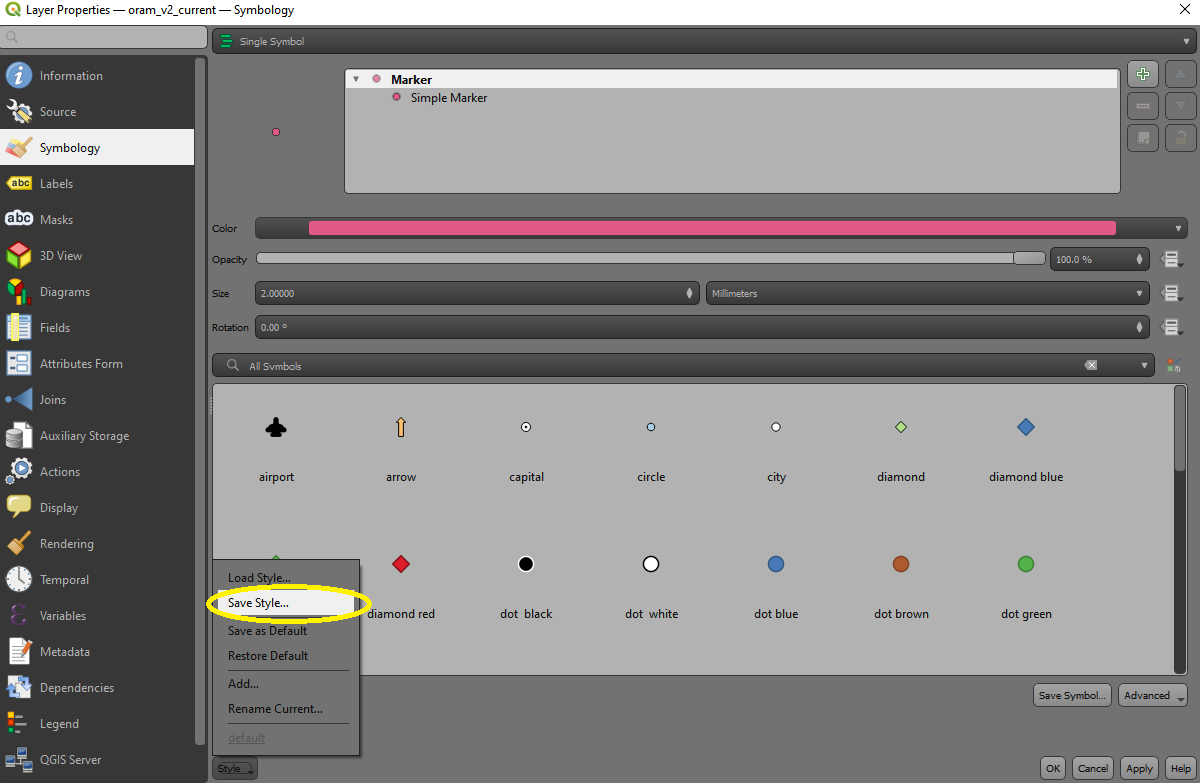 Layer Properties — oram_v2_current — Symbology
Single Symbol
Information
Source
Symbology
abc Labels
abc Masks
3D View
Diagrams
Fields
Attributes Form
Joins
Auxiliary Storage
Actions
Display
Rendering
Temporal
Variables
Metadata
Dependencies
Legend
QGIS Server
Marker
Simple Marker
Color
Opacity 100.0 %
Size 2.00000 Millimeters
Rotation 0.00 °
All Symbols
airport arrow capital circle city diamond diamond blue
diamond red dot black dot white dot blue dot brown dot green
Load Style...
Save Style...
Save as Default
Restore Default
Add...
Rename Current...
default
Save Symbol... Advanced
Style OK Cancel Apply Help